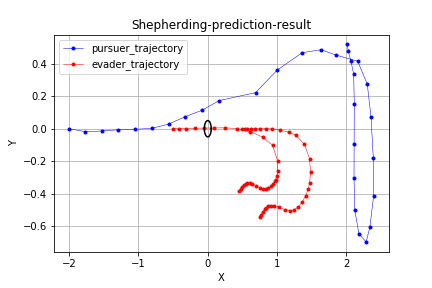 Shepherding-prediction-result
pursuer_trajectory
evader_trajectory
Y
0.4
0.2
0.0
−0.2
−0.4
−0.6
−2 −1 0 1 2
X